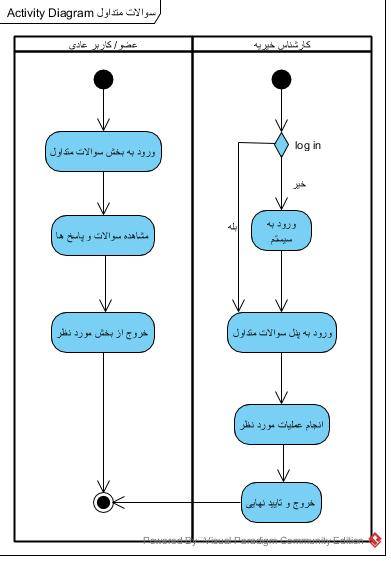 Activity Diagram سوالات متداول
عضو/ کاربر عادی
کارشناس خیریه
log in
ورود به بخش سوالات متداول
خیر
بله
ورود به
سیستم
مشاهده سوالات و پاسخ ها
خروج از بخش مورد نظر
ورود به پنل سوالات متداول
انجام عملیات مورد نظر
خروج و تایید نهایی
Powered By: Visual Paradigm Community Edition